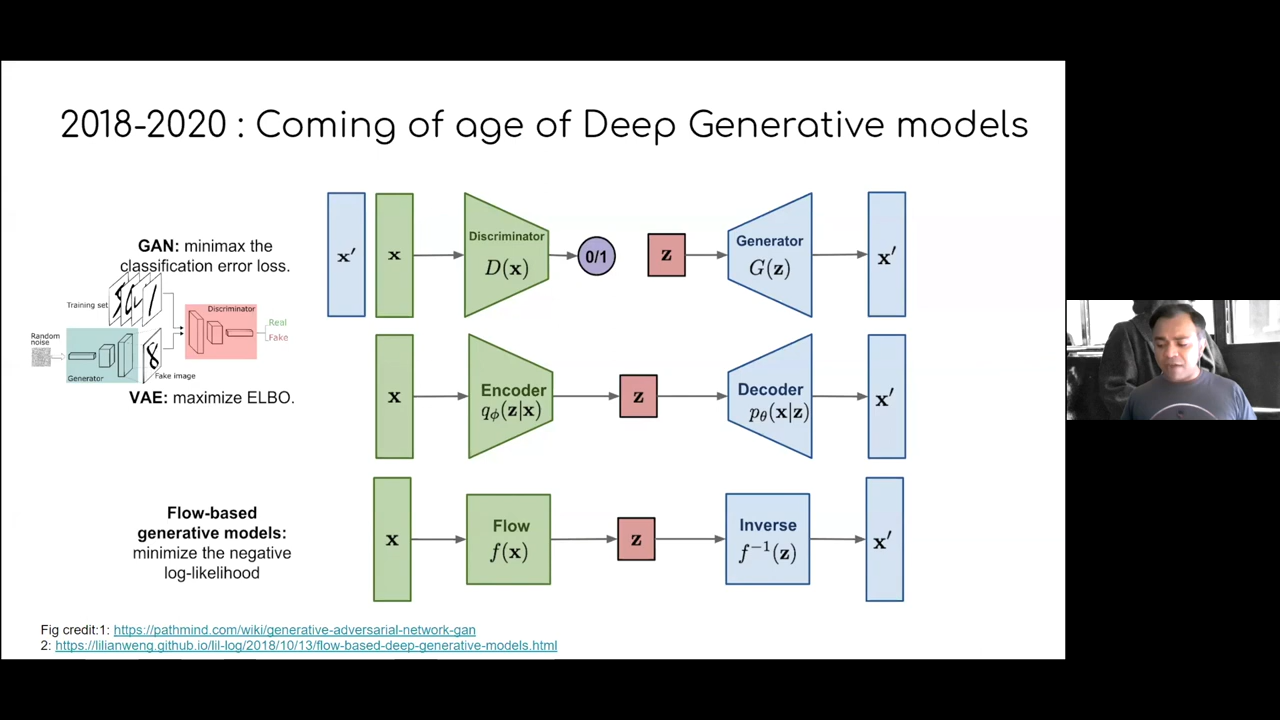 2018-2020 : Coming of age of Deep Generative models
GAN: minimax the
classification error loss.
x′
x
Discriminator
D(x)
0/1
z
Generator
G(z)
x′
Training set
Random
noise
Generator
Fake image
Discriminator
Real
Fake
VAE: maximize ELBO.
x
Encoder
qϕ(z|x)
z
Decoder
pθ(x|z)
x′
Flow-based
generative models:
minimize the negative
log-likelihood
x
Flow
f(x)
z
Inverse
f⁻¹(z)
x′
Fig credit:1: https://pathmind.com/wiki/generative-adversarial-network-gan
2: https://lilianweng.github.io/lil-log/2018/10/13/flow-based-deep-generative-models.html